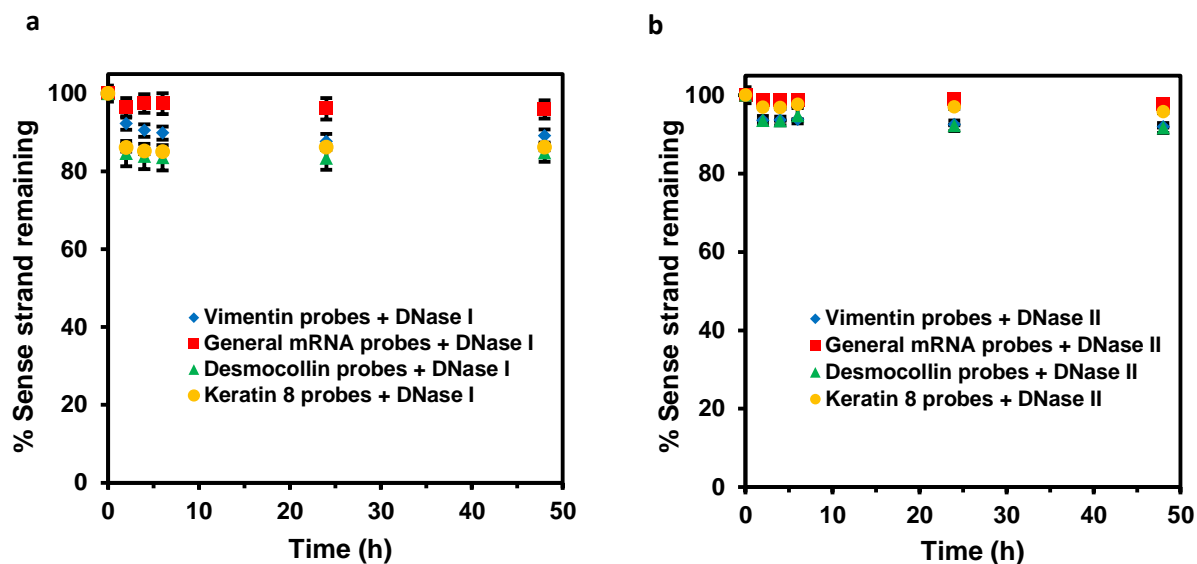 a
% Sense strand remaining
100
80
60
40
20
0
Vimentin probes + DNase I
General mRNA probes + DNase I
Desmocollin probes + DNase I
Keratin 8 probes + DNase I
0 10 20 30 40 50
Time (h)
b
% Sense strand remaining
100
80
60
40
20
0
Vimentin probes + DNase II
General mRNA probes + DNase II
Desmocollin probes + DNase II
Keratin 8 probes + DNase II
0 10 20 30 40 50
Time (h)